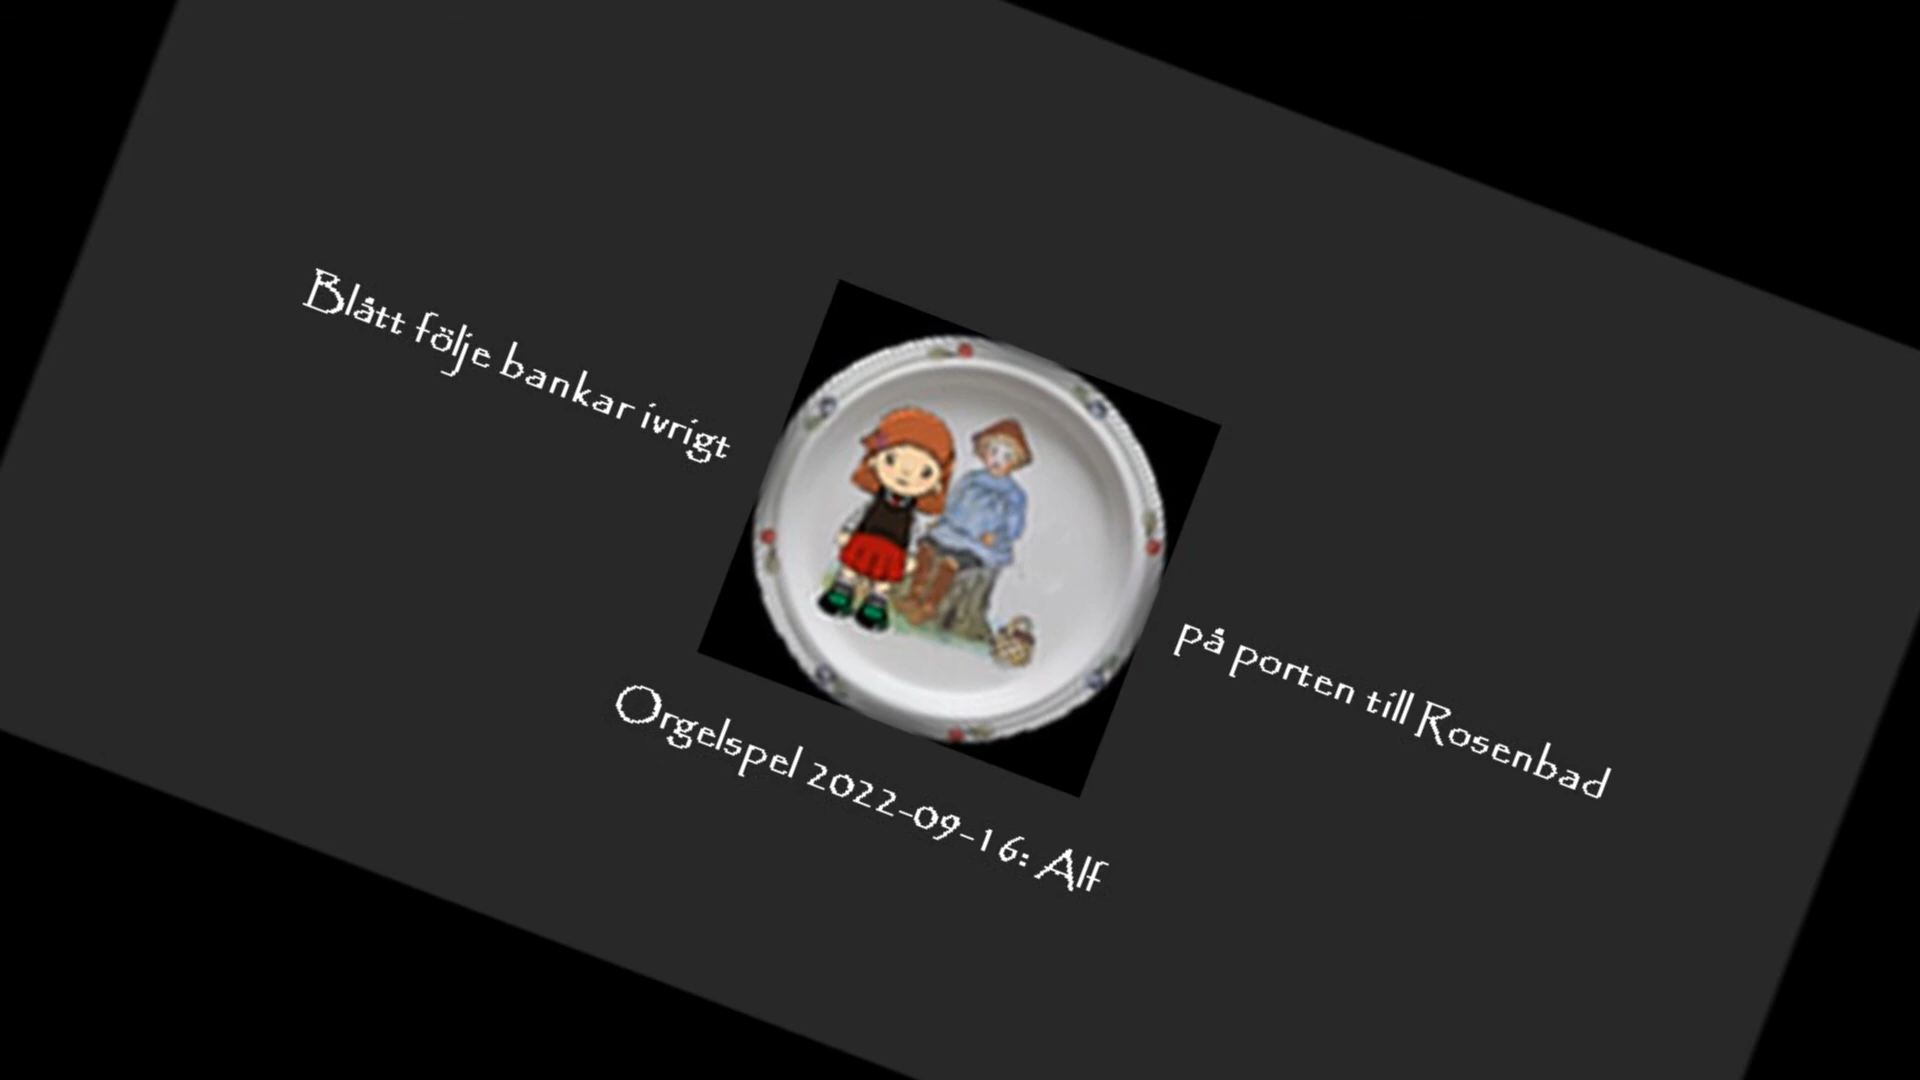 Blått följe bankar ivrigt
på porten till Rosenbad
Orgelspel 2022-09-16: Alf